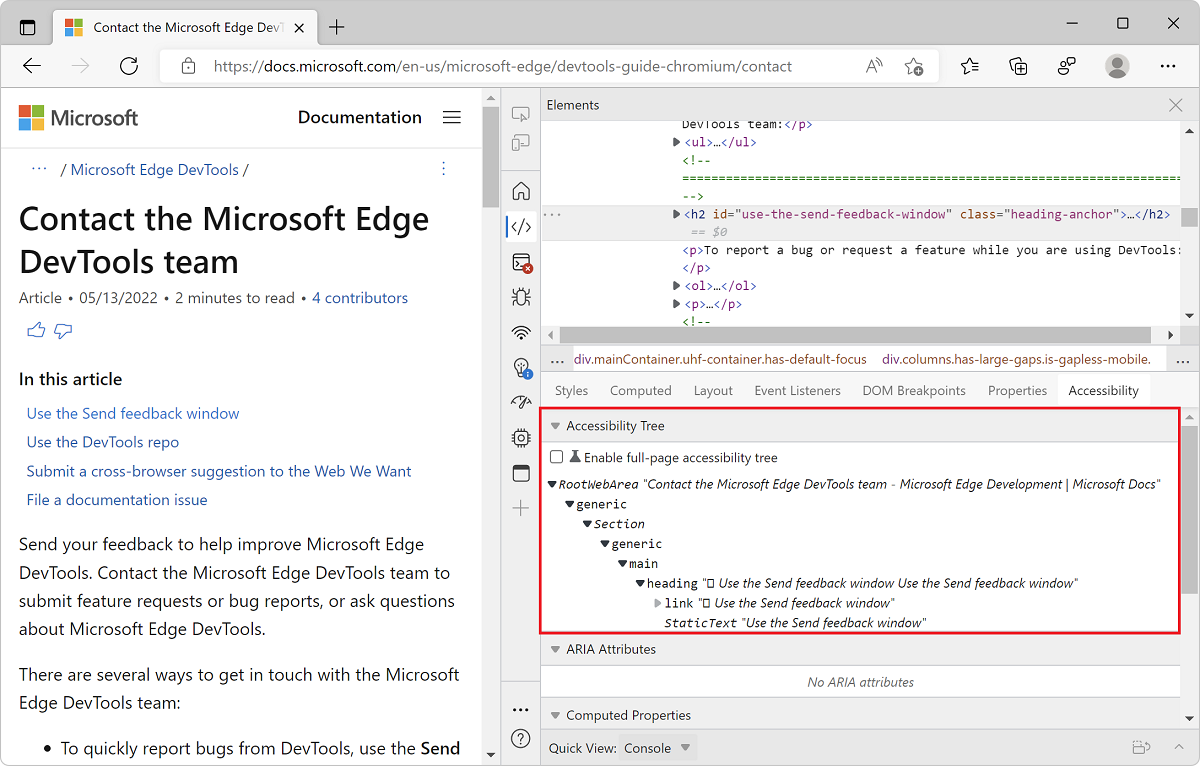 Contact the Microsoft Edge Dev
https://docs.microsoft.com/en-us/microsoft-edge/devtools-guide-chromium/contact
Microsoft
Documentation
... / Microsoft Edge DevTools /
Contact the Microsoft Edge
DevTools team
Article • 05/13/2022 • 2 minutes to read • 4 contributors
In this article
Use the Send feedback window
Use the DevTools repo
Submit a cross-browser suggestion to the Web We Want
File a documentation issue
Send your feedback to help improve Microsoft Edge
DevTools. Contact the Microsoft Edge DevTools team to
submit feature requests or bug reports, or ask questions
about Microsoft Edge DevTools.
There are several ways to get in touch with the Microsoft
Edge DevTools team:
• To quickly report bugs from DevTools, use the Send
Elements
DevTools team:</p>
▶<ul>…</ul>
<!--
====================================================================
-->
... ▶<h2 id="use-the-send-feedback-window" class="heading-anchor">…</h2>
== $0
<p>To report a bug or request a feature while you are using DevTools:
</p>
▶<ol>…</ol>
▶<p>…</p>
<!--
... div.mainContainer.uhf-container.has-default-focus div.columns.has-large-gaps.is-gapless-mobile. ...
Styles Computed Layout Event Listeners DOM Breakpoints Properties Accessibility
▼ Accessibility Tree
Enable full-page accessibility tree
▼RootWebArea "Contact the Microsoft Edge DevTools team - Microsoft Edge Development | Microsoft Docs"
▼generic
▼Section
▼generic
▼main
▼heading "▯ Use the Send feedback window Use the Send feedback window"
▶link "▯ Use the Send feedback window"
StaticText "Use the Send feedback window"
▼ ARIA Attributes
No ARIA attributes
▼ Computed Properties
Quick View: Console ▼